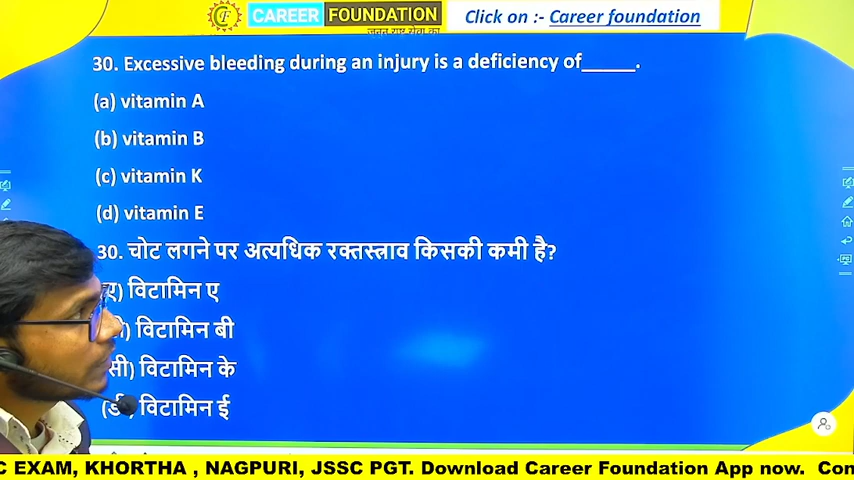 CF
CAREER FOUNDATION
Click on :- Career foundation
30. Excessive bleeding during an injury is a deficiency of_____.
(a) vitamin A
(b) vitamin B
(c) vitamin K
(d) vitamin E
30. चोट लगने पर अत्यधिक रक्तस्त्राव किसकी कमी है?
ए) विटामिन ए
) विटामिन बी
सी) विटामिन के
(डी) विटामिन ई
C EXAM, KHORTHA , NAGPURI, JSSC PGT. Download Career Foundation App now. Con